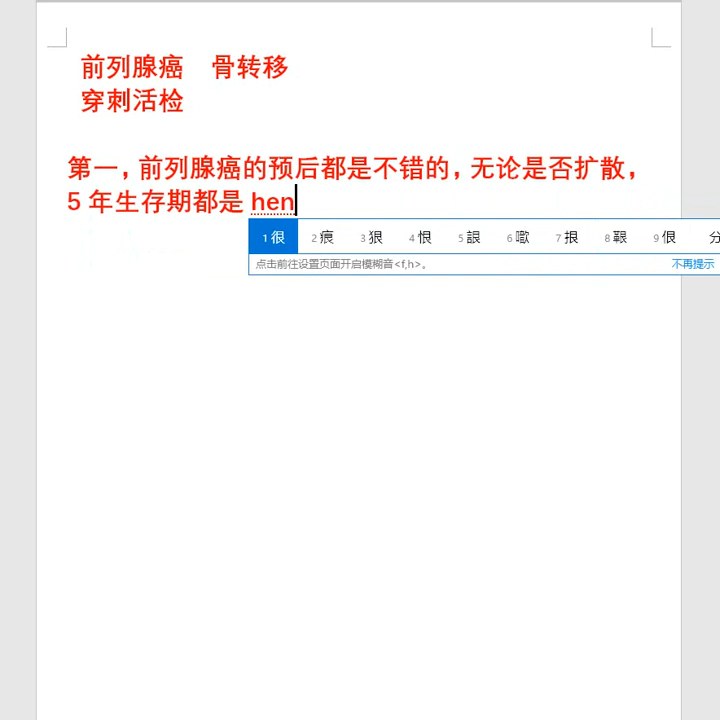 前列腺癌 骨转移
穿刺活检
第一,前列腺癌的预后都是不错的,无论是否扩散,
5 年生存期都是 hen
1 很 2 痕 3 狠 4 恨 5 詪 6 噷 7 拫 8 鞎 9 佷 分
点击前往设置页面开启模糊音<f,h>。 不再提示